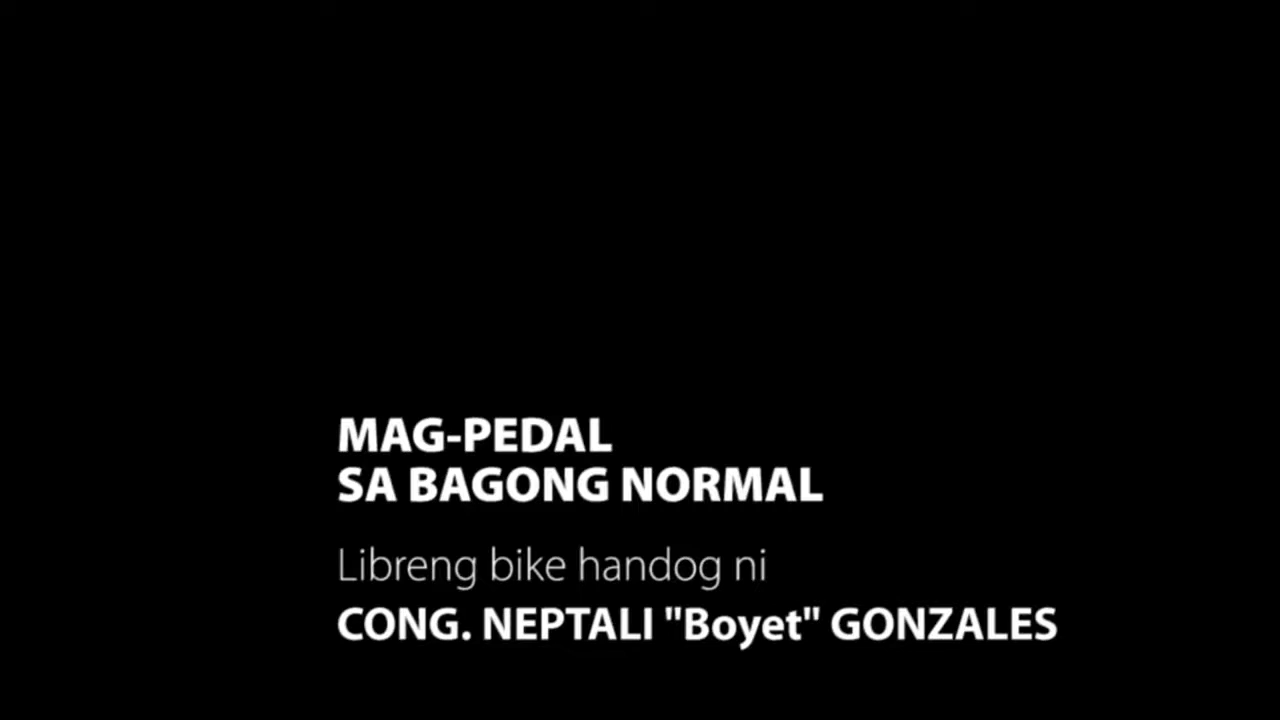 MAG-PEDAL
SA BAGONG NORMAL
Libreng bike handog ni
CONG. NEPTALI "Boyet" GONZALES